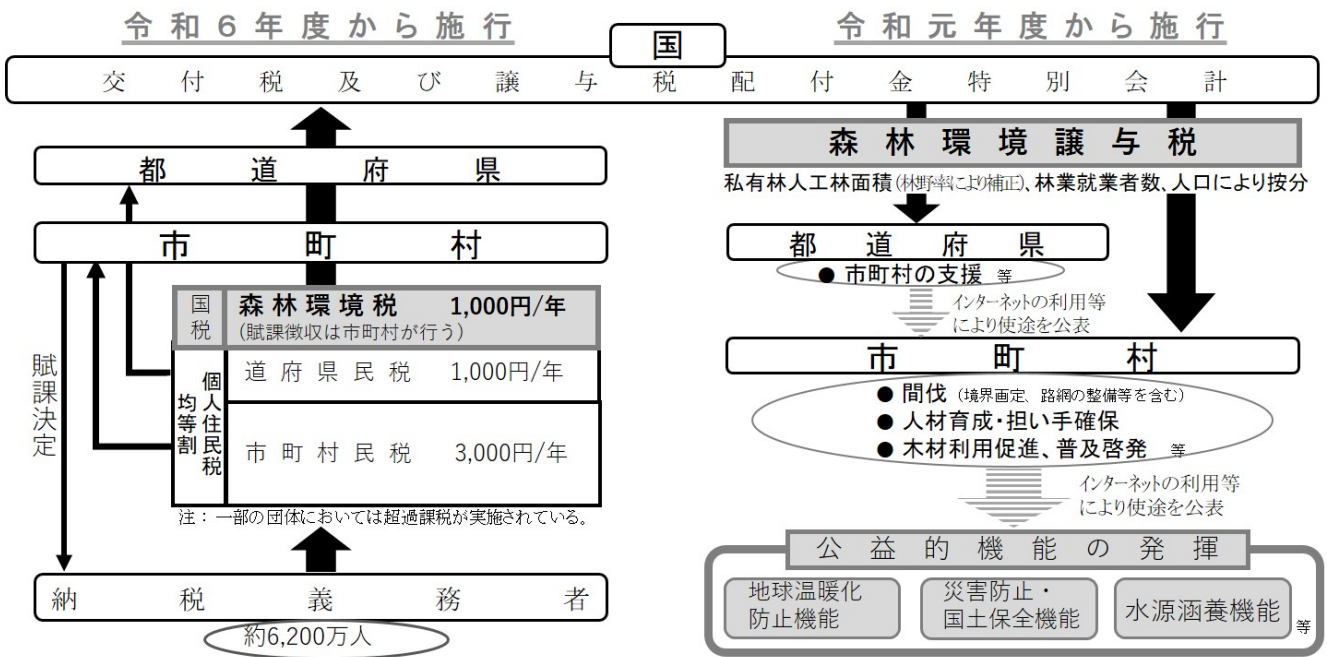 令和６年度から施行
令和元年度から施行
国
交付税及び譲与税配付金特別会計
都道府県
市町村
国税
森林環境税 1,000円/年
(賦課徴収は市町村が行う)
個人住民税
均等割
道府県民税 1,000円/年
市町村民税 3,000円/年
注：一部の団体においては超過課税が実施されている。
賦課決定
納税義務者
約6,200万人
森林環境譲与税
私有林人工林面積(林野率により補正)、林業就業者数、人口により按分
都道府県
● 市町村の支援 等
インターネットの利用等
により使途を公表
市町村
● 間伐（境界画定、路網の整備等を含む）
● 人材育成・担い手確保
● 木材利用促進、普及啓発 等
インターネットの利用等
により使途を公表
公益的機能の発揮
地球温暖化
防止機能
災害防止・
国土保全機能
水源涵養機能
等